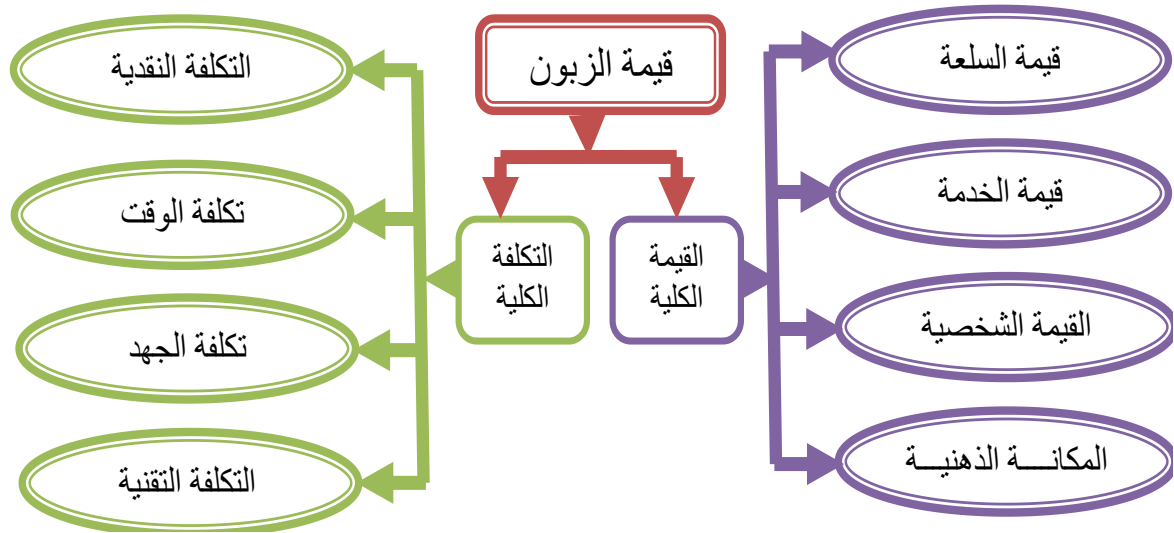 قيمة الزبون
القيمة
الكلية
التكلفة
الكلية
قيمة السلعة
قيمة الخدمة
القيمة الشخصية
المكانـــــة الذهنيـــة
التكلفة النقدية
تكلفة الوقت
تكلفة الجهد
التكلفة التقنية